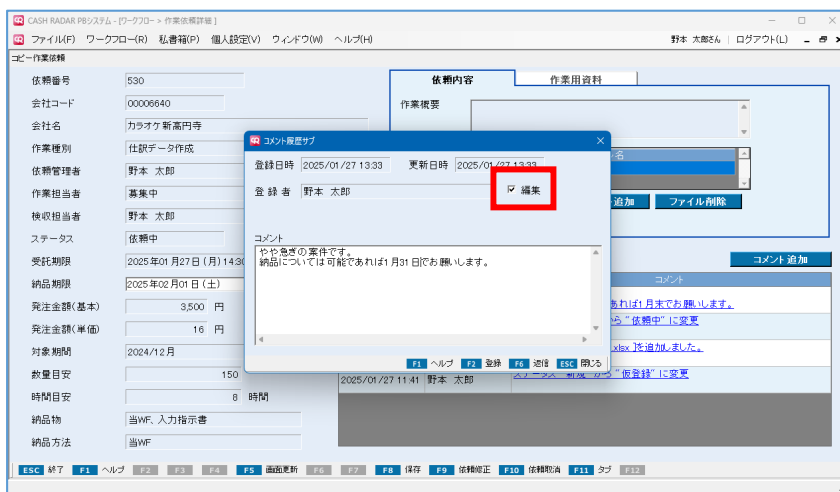 CASH RADAR PBシステム - [ワークフロー > 作業依頼詳細 ]
ファイル(F) ワークフロー(R) 私書箱(P) 個人設定(V) ウィンドウ(W) ヘルプ(H) 野本 太郎さん | ログアウト(L)
コピー作業依頼
依頼番号 530
会社コード 00006640
会社名 カラオケ新高円寺
作業種別 仕訳データ作成
依頼管理者 野本 太郎
作業担当者 募集中
検収担当者 野本 太郎
ステータス 依頼中
受託期限 2025年01月27日(月)14:30
納品期限 2025年02月01日(土)
発注金額(基本) 3,500 円
発注金額(単価) 16 円
対象期間 2024/12月
数量目安 150
時間目安 8 時間
納品物 当WF、入力指示書
納品方法 当WF
依頼内容 作業用資料
作業概要
名
追加 ファイル削除
コメント追加
コメント
あれば1月末でお願いします。
から "依頼中" に変更
.xlsx ]を追加しました。
2025/01/27 11:41 野本 太郎 ステータス "新規" から "仮登録" に変更
コメント履歴サブ
登録日時 2025/01/27 13:33 更新日時 2025/01/27 13:33
登録者 野本 太郎 編集
コメント
やや急ぎの案件です。
納品については可能であれば1月31日でお願いします。
F1 ヘルプ F2 登録 F6 返信 ESC 閉じる
ESC 終了 F1 ヘルプ F2 F3 F4 F5 画面更新 F6 F7 F8 保存 F9 依頼修正 F10 依頼取消 F11 タブ F12